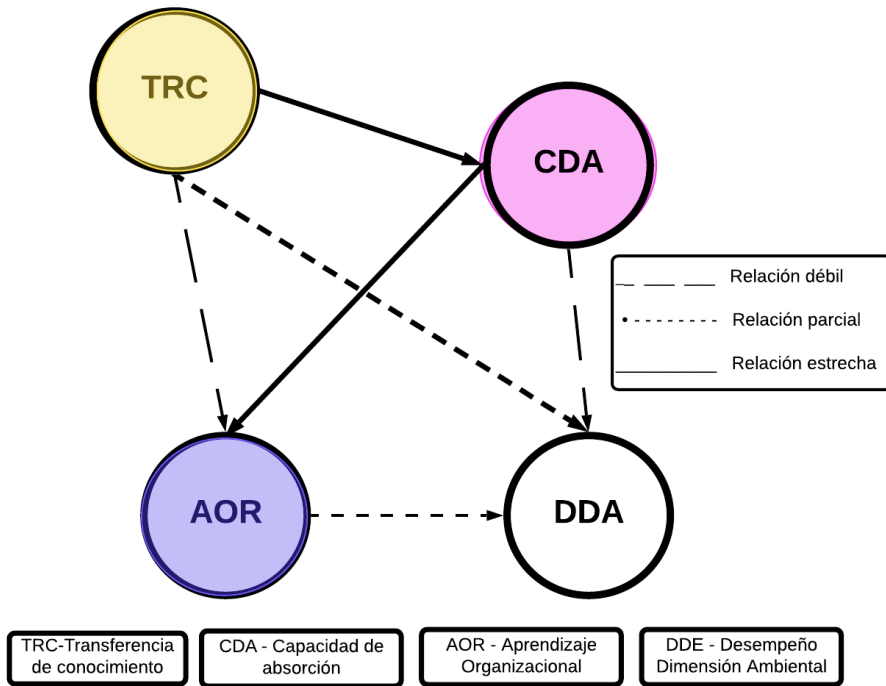 TRC
CDA
Relación débil
Relación parcial
Relación estrecha
AOR
DDA
TRC-Transferencia
de conocimiento
CDA - Capacidad de
absorción
AOR - Aprendizaje
Organizacional
DDE - Desempeño
Dimensión Ambiental